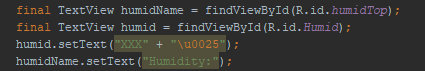 final TextView humidName = findViewById(R.id.humidTop);
final TextView humid = findViewById(R.id.Humid);
humid.setText("XXX" + "\u0025");
humidName.setText("Humidity:");